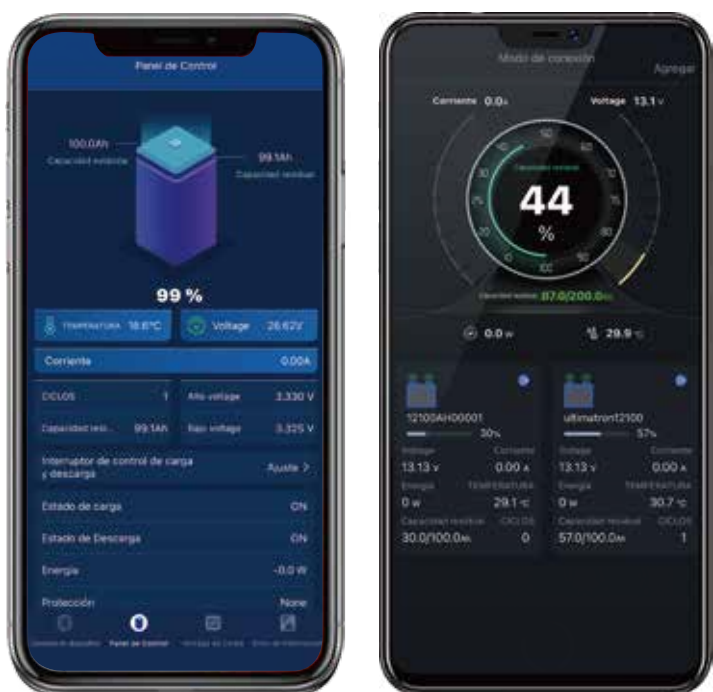 Panel de Control
100.0Ah
Capacidad
99.1Ah
Capacidad residual
99 %
TEMPERATURA 18.6°C
Voltage 26.62V
Corriente 0.00A
CICLOS 1
Alto voltage 3.330 V
Capacidad resi... 99.1Ah
Bajo voltage 3.325 V
Interruptor de control de carga
y descarga
Ajuste >
Estado de carga ON
Estado de Descarga ON
Energía -0.0 W
Protección None
Panel de Control
Modo de conexión
Agregar
Corriente 0.0A
Voltage 13.1 V
Capacidad residual
44
%
Capacidad residual 87.0/200.0Ah
0.0 W
29.9 °C
12100AH00001
30%
Voltage Corriente
13.13 V 0.00 A
Energía TEMPERATURA
0 W 29.1 °C
Capacidad residual CICLOS
30.0/100.0Ah 0
ultimatron12100
57%
Voltage Corriente
13.13 V 0.00 A
Energía TEMPERATURA
0 W 30.7 °C
Capacidad residual CICLOS
57.0/100.0Ah 1